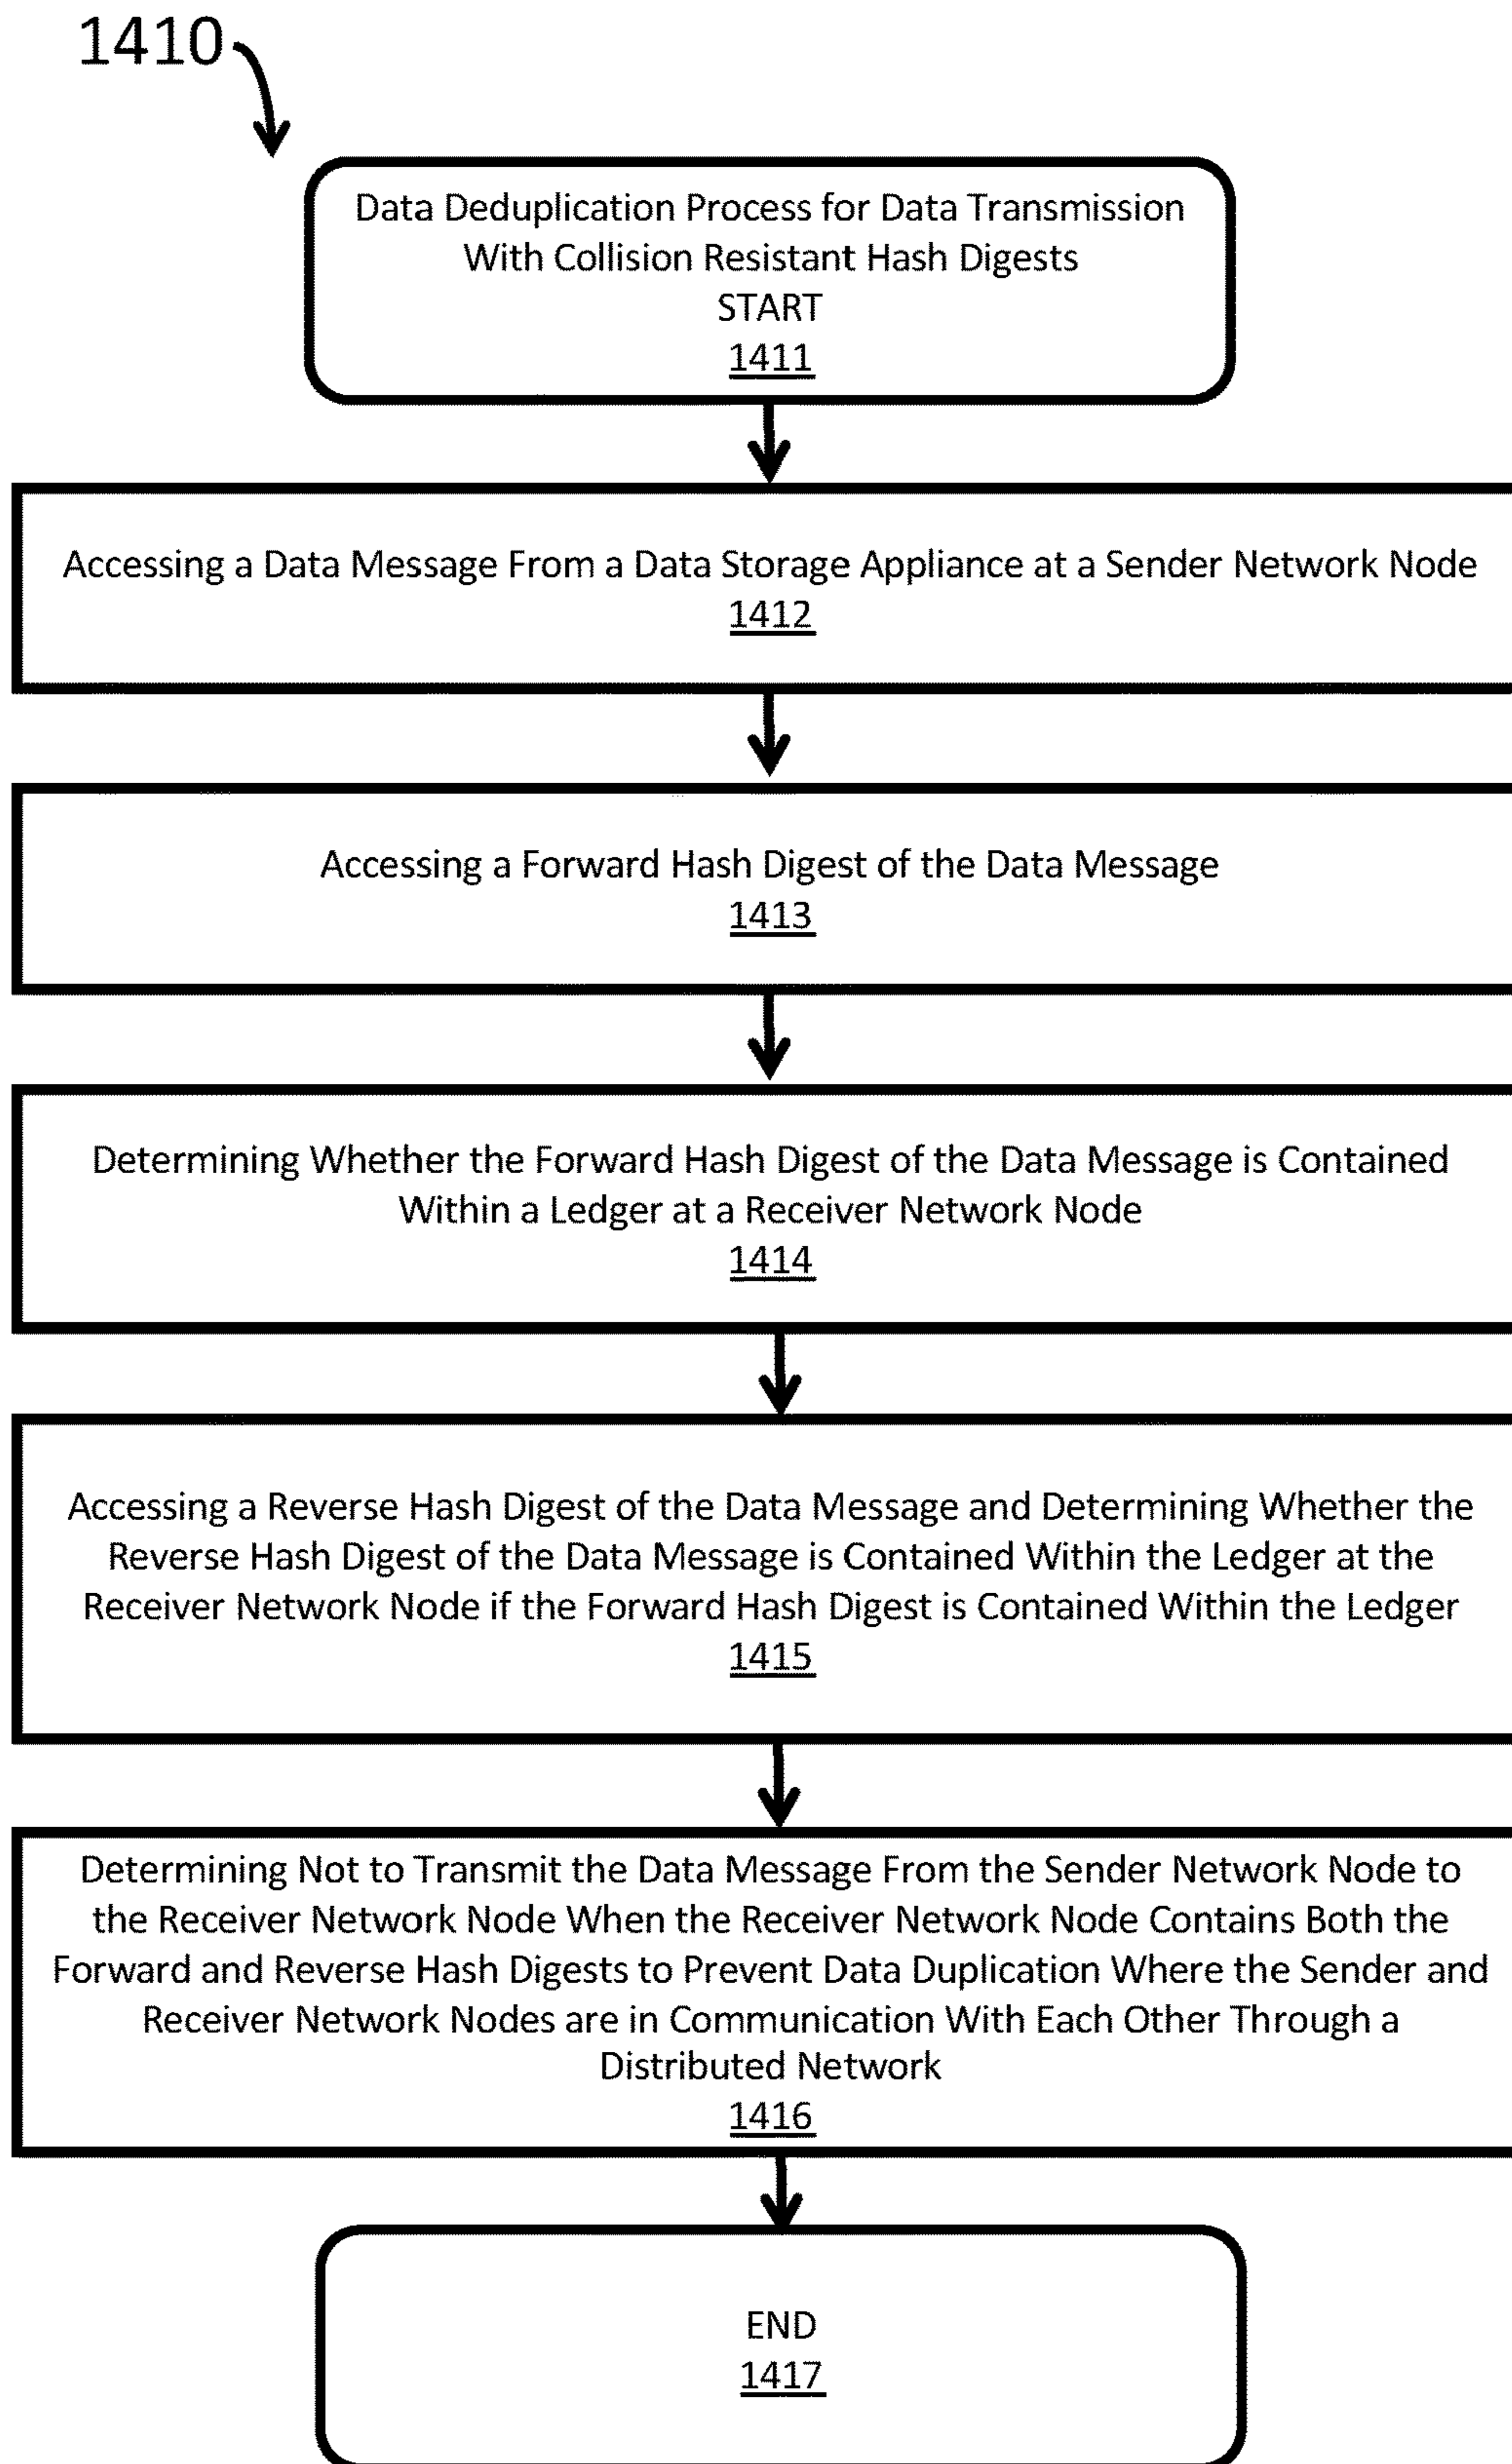 1410
Data Deduplication Process for Data Transmission
With Collision Resistant Hash Digests
START
1411
Accessing a Data Message From a Data Storage Appliance at a Sender Network Node
1412
Accessing a Forward Hash Digest of the Data Message
1413
Determining Whether the Forward Hash Digest of the Data Message is Contained
Within a Ledger at a Receiver Network Node
1414
Accessing a Reverse Hash Digest of the Data Message and Determining Whether the
Reverse Hash Digest of the Data Message is Contained Within the Ledger at the
Receiver Network Node if the Forward Hash Digest is Contained Within the Ledger
1415
Determining Not to Transmit the Data Message From the Sender Network Node to
the Receiver Network Node When the Receiver Network Node Contains Both the
Forward and Reverse Hash Digests to Prevent Data Duplication Where the Sender and
Receiver Network Nodes are in Communication With Each Other Through a
Distributed Network
1416
END
1417